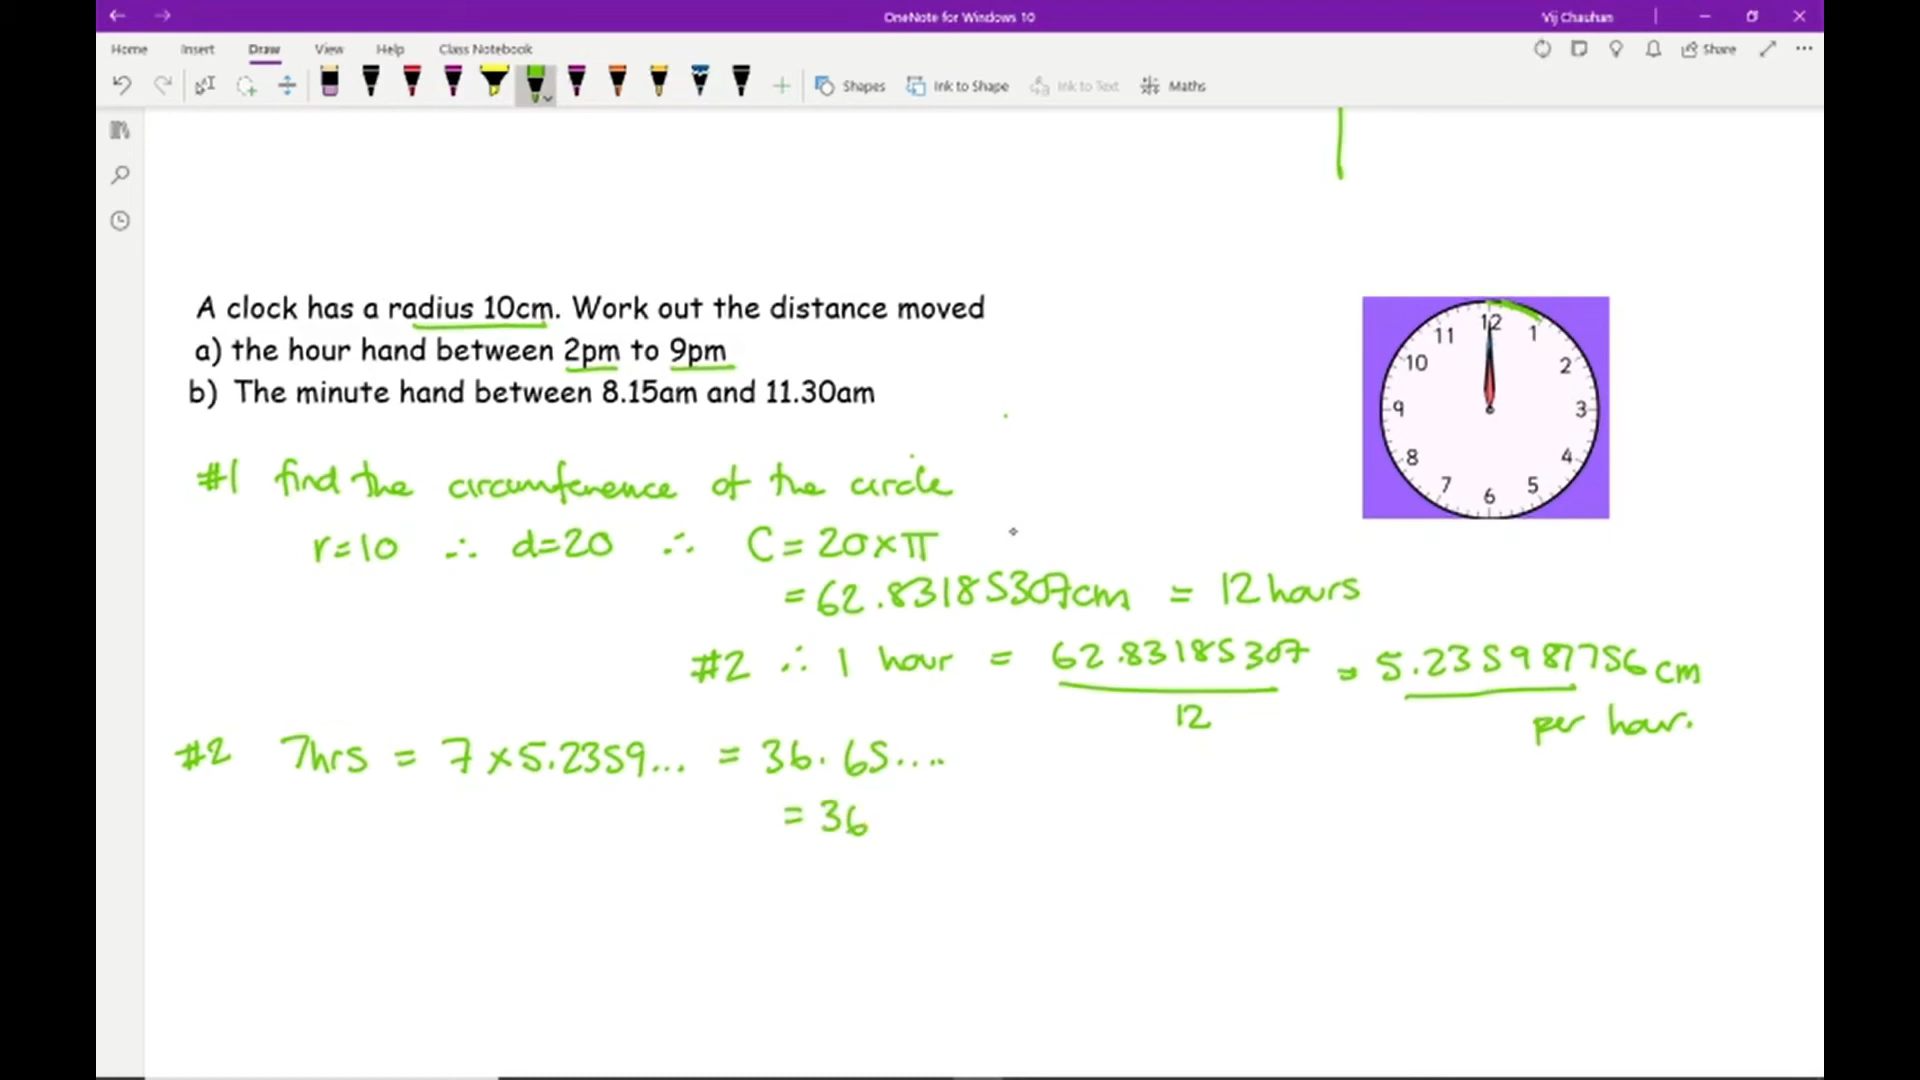 OneNote for Windows 10
Vij Chauhan
Home Insert Draw View Help Class Notebook
Share
Shapes Ink to Shape Ink to Text Maths
A clock has a radius 10cm. Work out the distance moved
a) the hour hand between 2pm to 9pm
b) The minute hand between 8.15am and 11.30am
12
11 1
10 2
9 3
8 4
7 5
6
#1 find the circumference of the circle
r=10 ∴ d=20 ∴ C=20×π
=62.83185307cm = 12 hours
#2 ∴ 1 hour = 62.83185307 = 5.235987756 cm
12 per hour.
#2 7hrs = 7×5.2359... = 36.65....
= 36